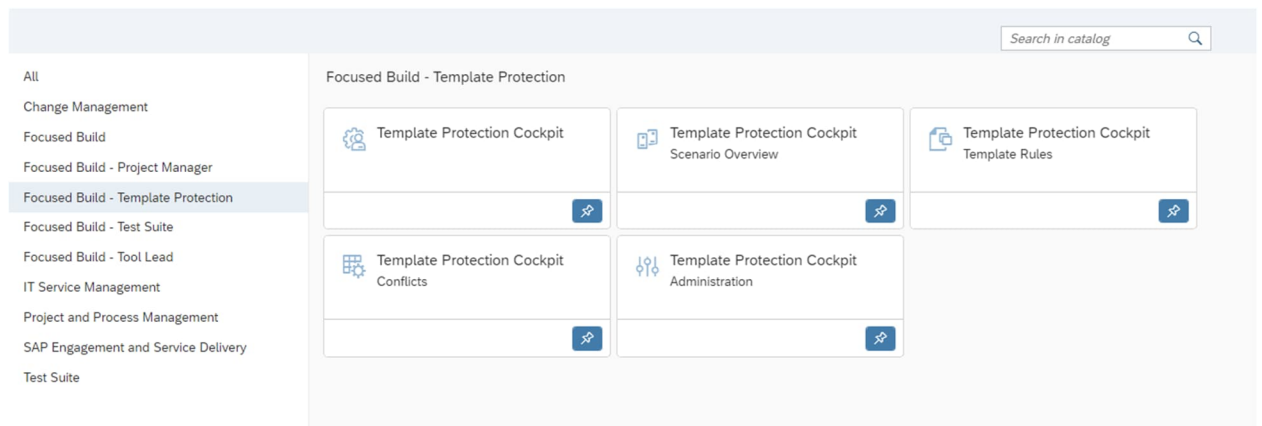 Search in catalog
All
Change Management
Focused Build
Focused Build - Project Manager
Focused Build - Template Protection
Focused Build - Test Suite
Focused Build - Tool Lead
IT Service Management
Project and Process Management
SAP Engagement and Service Delivery
Test Suite
Focused Build - Template Protection
Template Protection Cockpit
Template Protection Cockpit
Scenario Overview
Template Protection Cockpit
Template Rules
Template Protection Cockpit
Conflicts
Template Protection Cockpit
Administration